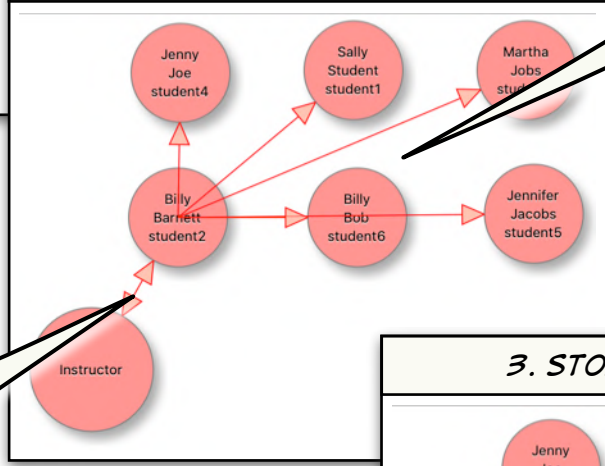 Jenny
Joe
student4
Sally
Student
student1
Martha
Jobs
Billy
Barnett
student2
Billy
Bob
student6
Jennifer
Jacobs
student5
Instructor
3. STO
Jenny